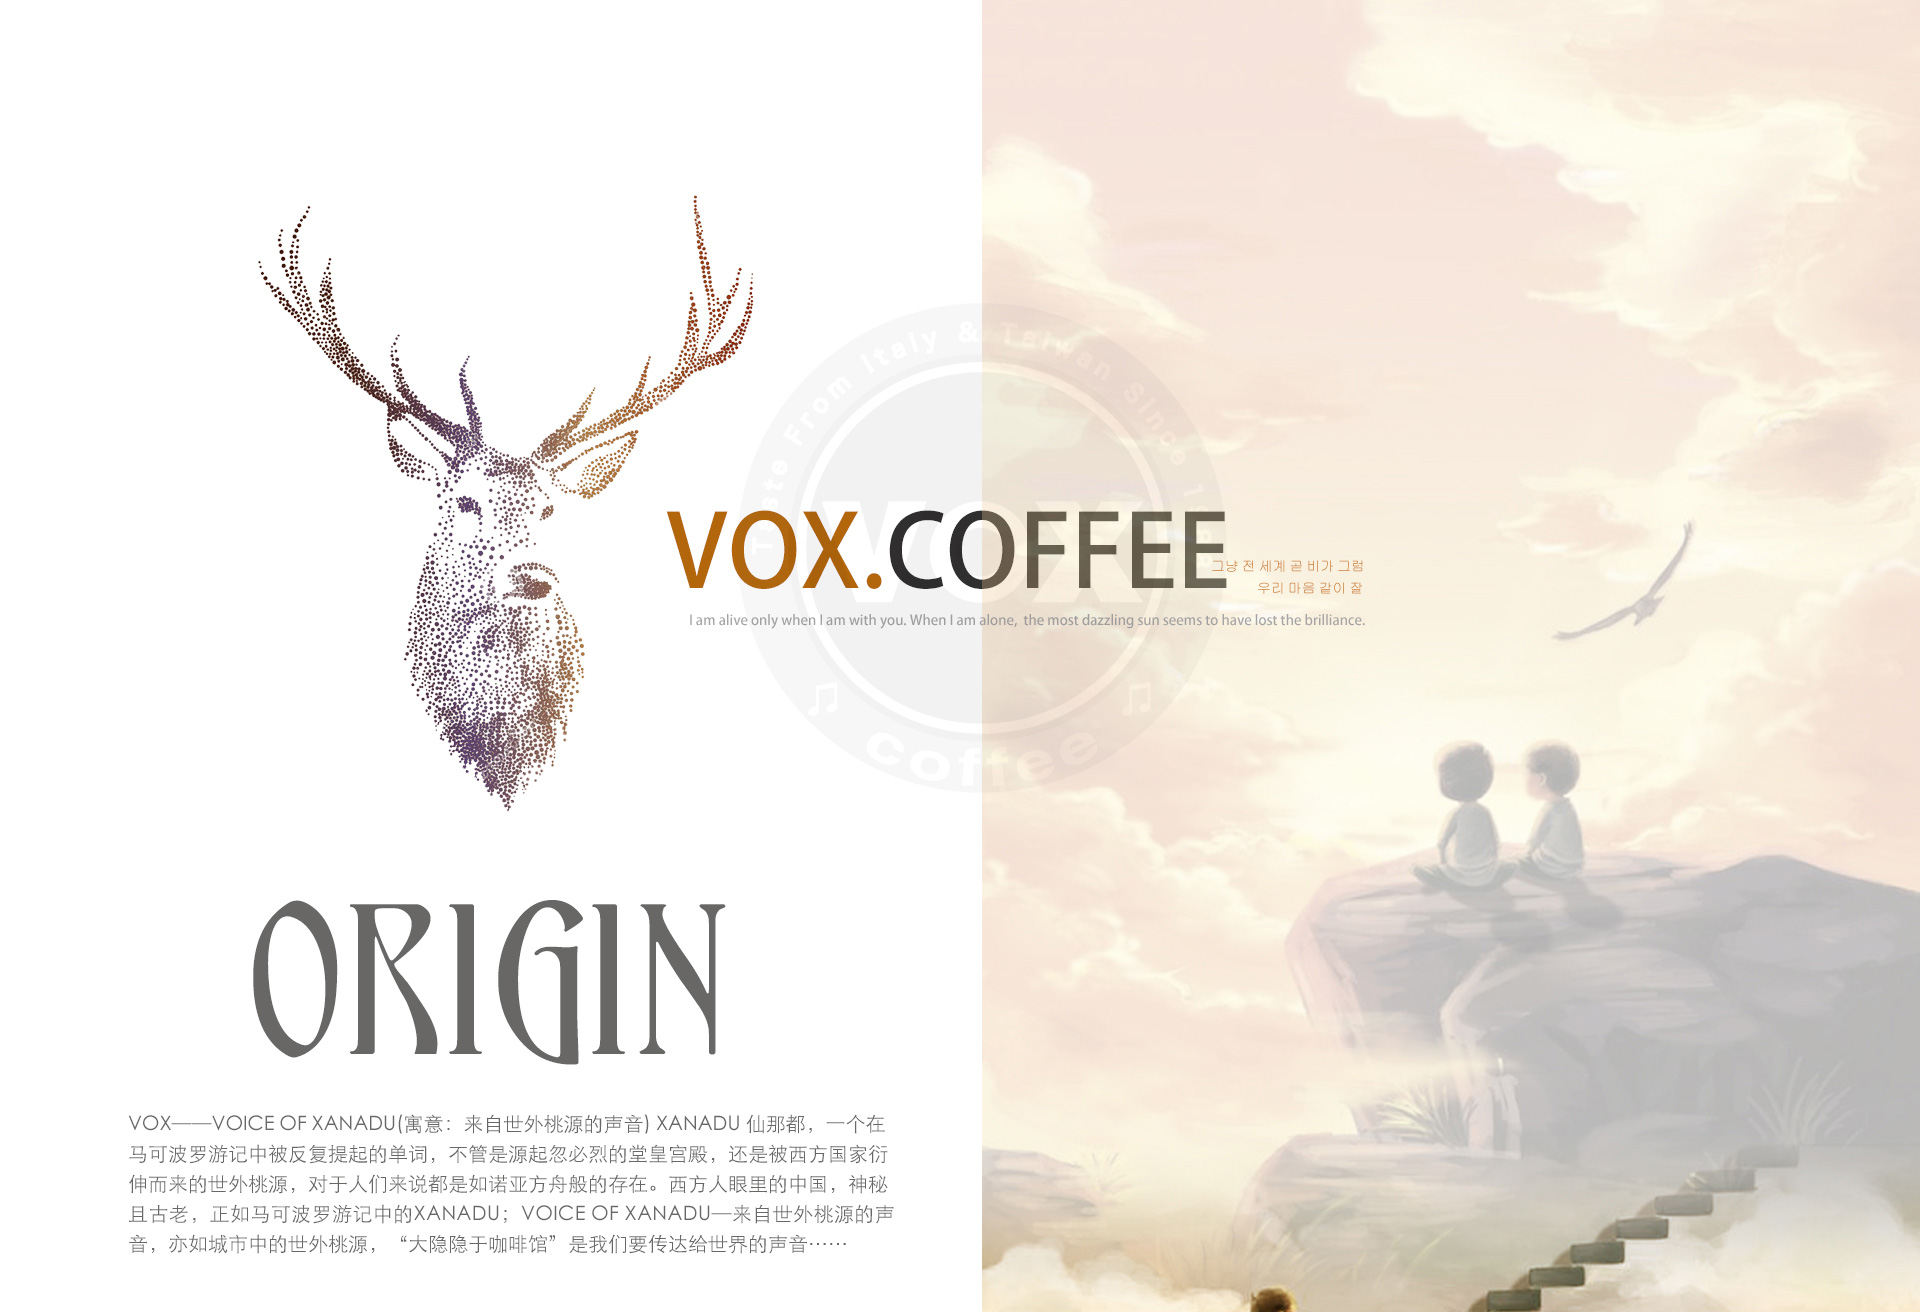 Taste From Italy & Taiwan Since 1
VOX
VOX.COFFEE
그냥 전 세계 곧 비가 그럼
우리 마음 같이 잘
I am alive only when I am with you. When I am alone, the most dazzling sun seems to have lost the brilliance.
coffee
ORIGIN
VOX——VOICE OF XANADU(寓意：来自世外桃源的声音) XANADU 仙那都，一个在
马可波罗游记中被反复提起的单词，不管是源起忽必烈的堂皇宫殿，还是被西方国家衍
伸而来的世外桃源，对于人们来说都是如诺亚方舟般的存在。西方人眼里的中国，神秘
且古老，正如马可波罗游记中的XANADU；VOICE OF XANADU—来自世外桃源的声
音，亦如城市中的世外桃源，“大隐隐于咖啡馆”是我们要传达给世界的声音······